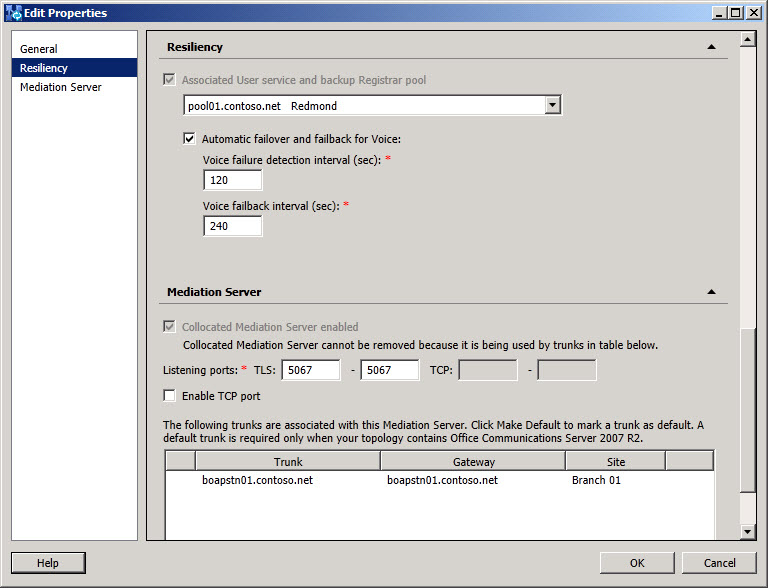 Edit Properties
General
Resiliency
Mediation Server
Resiliency
Associated User service and backup Registrar pool
pool01.contoso.net Redmond
Automatic failover and failback for Voice:
Voice failure detection interval (sec): *
120
Voice failback interval (sec): *
240
Mediation Server
Collocated Mediation Server enabled
Collocated Mediation Server cannot be removed because it is being used by trunks in table below.
Listening ports: * TLS: 5067 - 5067 TCP: -
Enable TCP port
The following trunks are associated with this Mediation Server. Click Make Default to mark a trunk as default. A
default trunk is required only when your topology contains Office Communications Server 2007 R2.
Trunk Gateway Site
boapstn01.contoso.net boapstn01.contoso.net Branch 01
Help OK Cancel